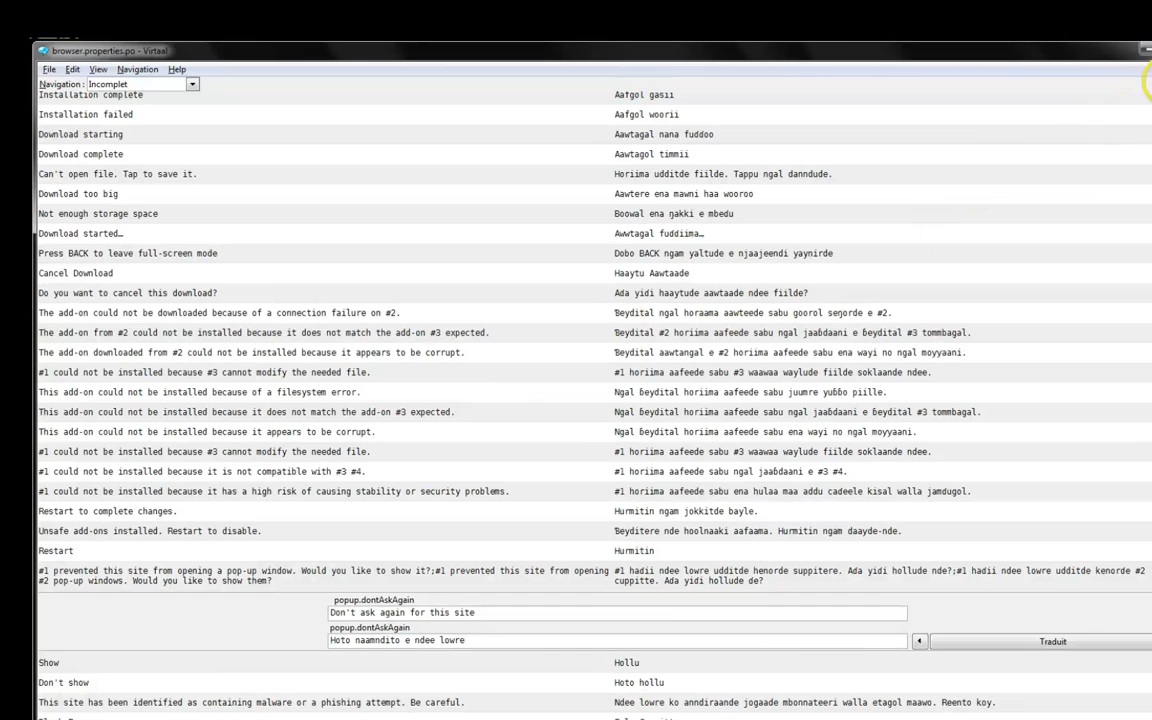 browser.properties.po - Virtaal
File Edit View Navigation Help
Navigation : Incomplet
Installation complete Aafgol gasii
Installation failed Aafgol woorii
Download starting Aawtagal nana fuɗɗoo
Download complete Aawtagol timmii
Can't open file. Tap to save it. Horiima udditde fiilde. Tappu ngal danndude.
Download too big Aawtere ena mawni haa wooroo
Not enough storage space Boowal ena ŋakki e mbedu
Download started… Awwtagal fuɗɗiima…
Press BACK to leave full-screen mode Dobo BACK ngam yaltude e njaajeendi yaynirde
Cancel Download Haaytu Aawtaade
Do you want to cancel this download? Aɗa yiɗi haaytude aawtaade ndee fiilde?
The add-on could not be downloaded because of a connection failure on #2. Ɓeydital ngal horaama aawteede sabu goorol seŋorde e #2.
The add-on from #2 could not be installed because it does not match the add-on #3 expected. Ɓeydital #2 horiima aafeede sabu ngal jaaɓdaani e ɓeydital #3 tommbagal.
The add-on downloaded from #2 could not be installed because it appears to be corrupt. Ɓeydital aawtangal e #2 horiima aafeede sabu ena wayi no ngal moyyaani.
#1 could not be installed because #3 cannot modify the needed file. #1 horiima aafeede sabu #3 waawaa waylude fiilde soklaande ndee.
This add-on could not be installed because of a filesystem error. Ngal ɓeydital horiima aafeede sabu juumre yuɓɓo piille.
This add-on could not be installed because it does not match the add-on #3 expected. Ngal ɓeydital horiima aafeede sabu ngal jaaɓdaani e ɓeydital #3 tommbagal.
This add-on could not be installed because it appears to be corrupt. Ngal ɓeydital horiima aafeede sabu ena wayi no ngal moyyaani.
#1 could not be installed because #3 cannot modify the needed file. #1 horiima aafeede sabu #3 waawaa waylude fiilde soklaande ndee.
#1 could not be installed because it is not compatible with #3 #4. #1 horiima aafeede sabu ngal jaaɓdaani e #3 #4.
#1 could not be installed because it has a high risk of causing stability or security problems. #1 horiima aafeede sabu ena hulaa maa addu caɗeele kisal walla jamɗugol.
Restart to complete changes. Hurmitin ngam jokkitde bayle.
Unsafe add-ons installed. Restart to disable. Ɓeyditere nde hoolnaaki aafaama. Hurmitin ngam daayde-nde.
Restart Hurmitin
#1 prevented this site from opening a pop-up window. Would you like to show it?;#1 prevented this site from opening #1 haɗii ndee lowre udditde henorde suppitere. Aɗa yiɗi hollude nde?;#1 haɗii ndee lowre udditde kenorde #2
#2 pop-up windows. Would you like to show them? cuppitte. Aɗa yiɗi hollude ɗe?
popup.dontAskAgain
Don't ask again for this site
popup.dontAskAgain
Hoto naamndito e ndee lowre
Traduit
Show Hollu
Don't show Hoto hollu
This site has been identified as containing malware or a phishing attempt. Be careful. Ndee lowre ko anndiraande jogaade mbonnateeri walla etagol maawo. Reento koy.